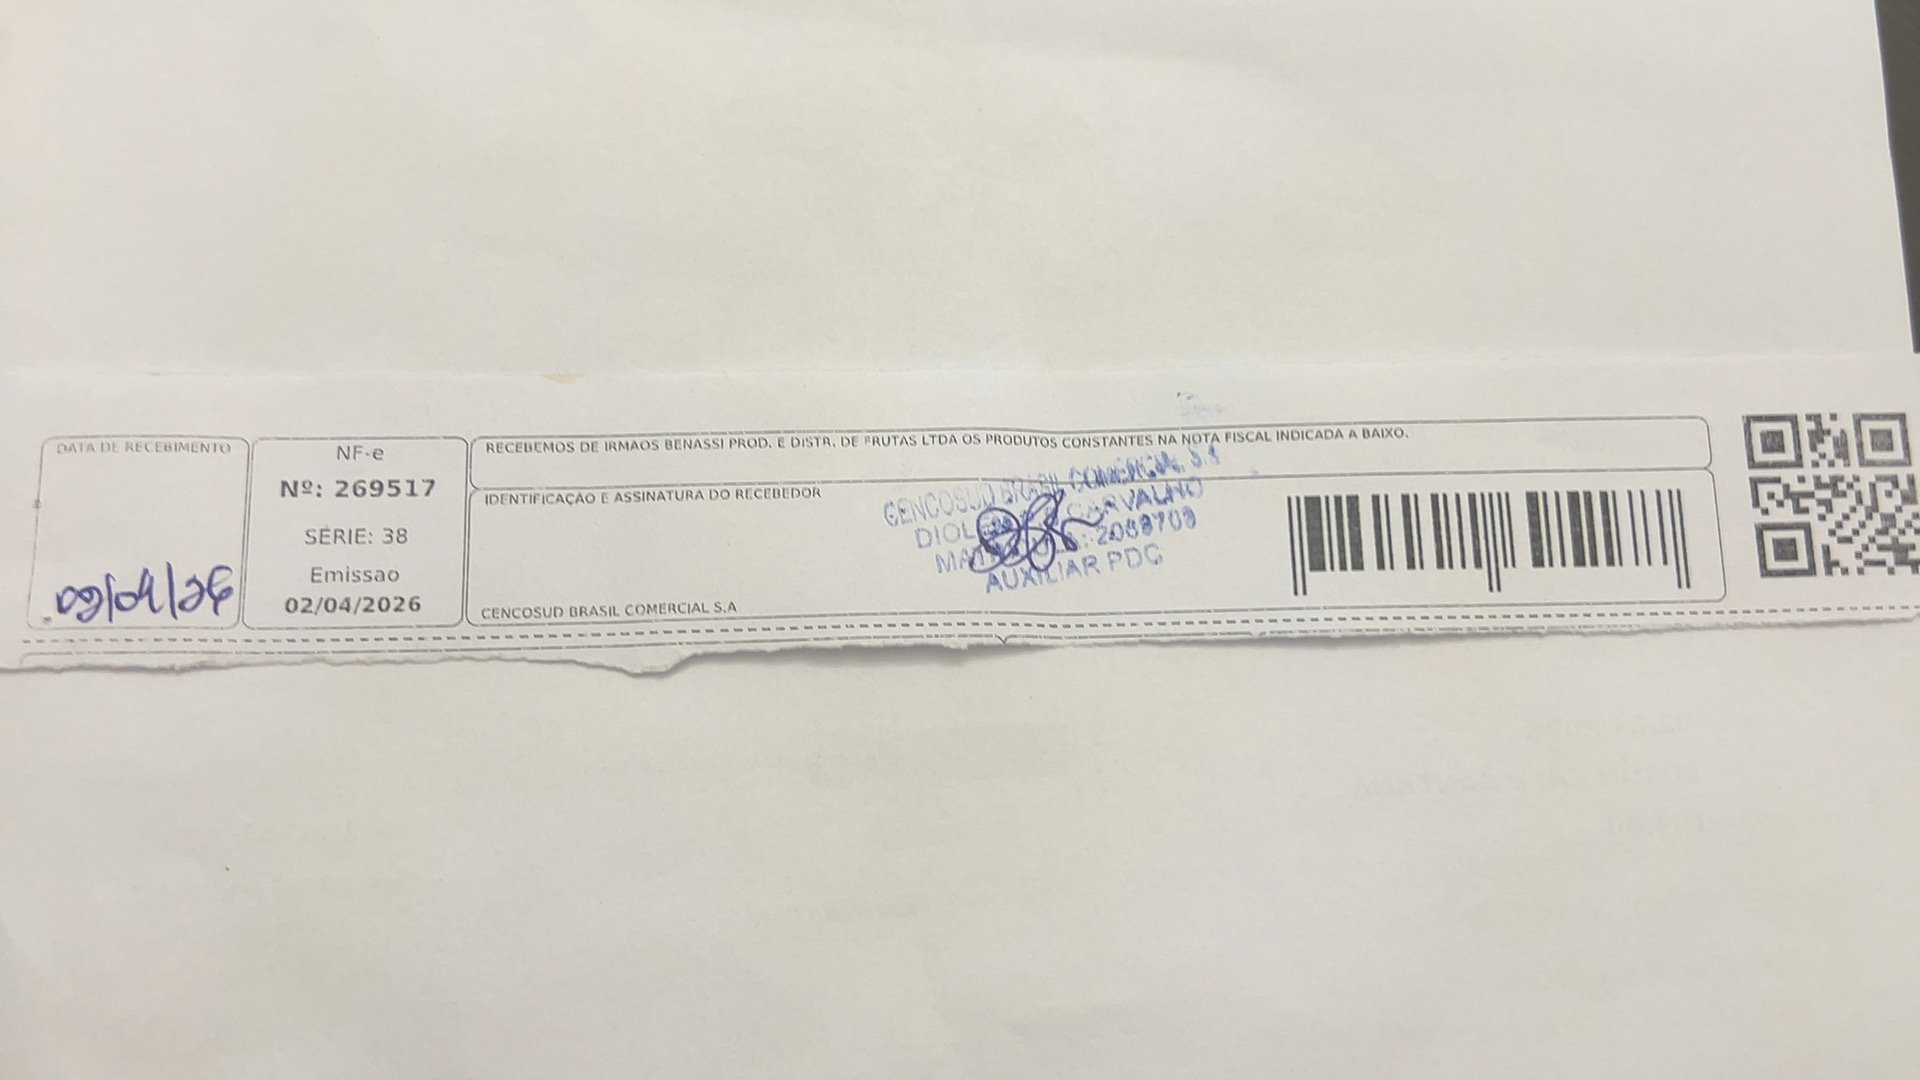 DATA DE RECEBIMENTO
02/04/26
NF-e
Nº: 269517
SÉRIE: 38
Emissao
02/04/2026
RECEBEMOS DE IRMAOS BENASSI PROD. E DISTR. DE FRUTAS LTDA OS PRODUTOS CONSTANTES NA NOTA FISCAL INDICADA A BAIXO.
IDENTIFICAÇÃO E ASSINATURA DO RECEBEDOR
CENCOSUD BRASIL COMERCIAL S.A
CENCOSUD BRASIL COMERCIAL S.A
CARVALHO
AUXILIAR PDC